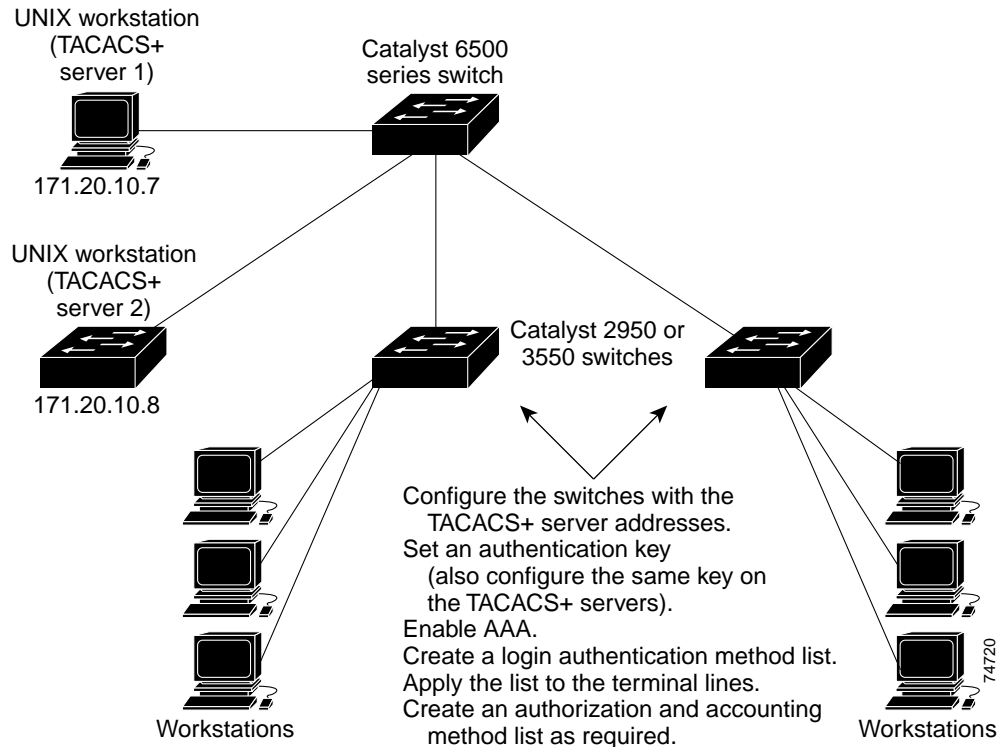 UNIX workstation
(TACACS+
server 1)
171.20.10.7
Catalyst 6500
series switch
UNIX workstation
(TACACS+
server 2)
171.20.10.8
Catalyst 2950 or
3550 switches
Configure the switches with the
TACACS+ server addresses.
Set an authentication key
(also configure the same key on
the TACACS+ servers).
Enable AAA.
Create a login authentication method list.
Apply the list to the terminal lines.
Create an authorization and accounting
method list as required.
Workstations
Workstations
74720